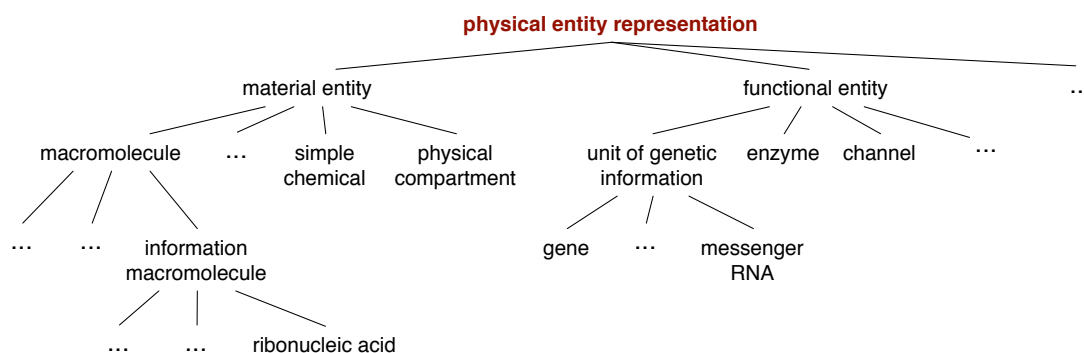 physical entity representation
material entity
functional entity
..
macromolecule
...
simple
chemical
physical
compartment
unit of genetic
information
enzyme
channel
...
...
...
information
macromolecule
gene
...
messenger
RNA
...
...
ribonucleic acid